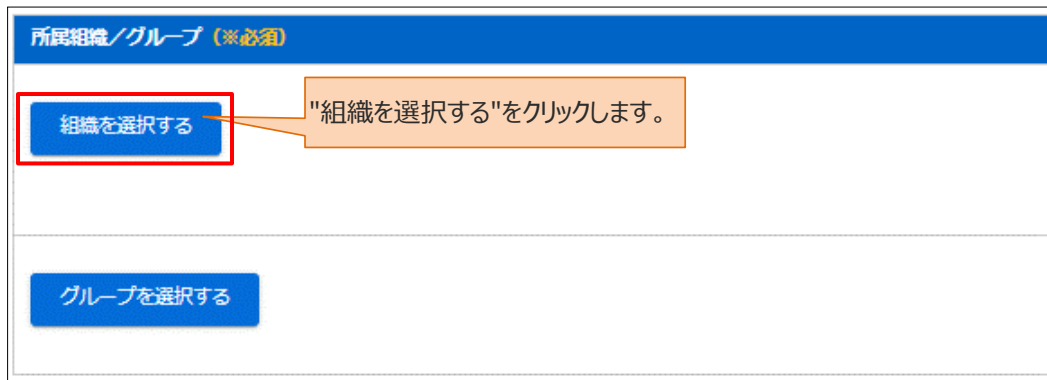 所属組織／グループ（※必須）
組織を選択する
"組織を選択する"をクリックします。
グループを選択する